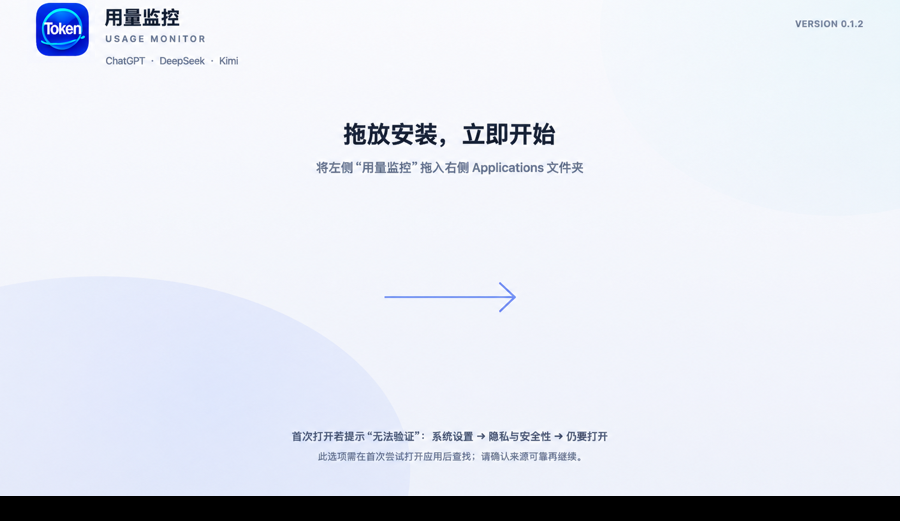 Token
用量监控
USAGE MONITOR
ChatGPT · DeepSeek · Kimi
VERSION 0.1.2
拖放安装，立即开始
将左侧“用量监控”拖入右侧 Applications 文件夹
首次打开若提示“无法验证”：系统设置 → 隐私与安全性 → 仍要打开
此选项需在首次尝试打开应用后查找；请确认来源可靠再继续。